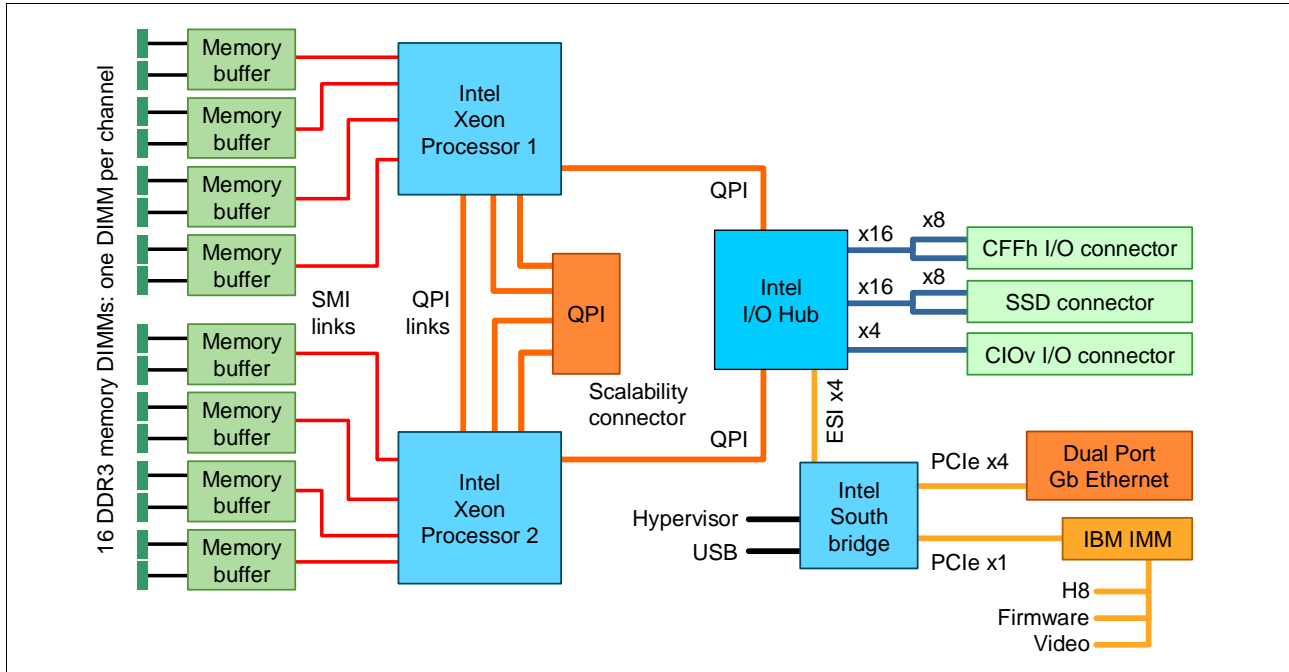 16 DDR3 memory DIMMs: one DIMM per channel
Memory
buffer
Memory
buffer
Memory
buffer
Memory
buffer
Memory
buffer
Memory
buffer
Memory
buffer
Memory
buffer
SMI
links
QPI
links
Intel
Xeon
Processor 1
Intel
Xeon
Processor 2
QPI
Scalability
connector
QPI
QPI
Intel
I/O Hub
x16
x8
CFFh I/O connector
x16
x8
SSD connector
x4
CIOv I/O connector
ESI x4
Intel
South
bridge
Hypervisor
USB
PCIe x4
Dual Port
Gb Ethernet
PCIe x1
IBM IMM
H8
Firmware
Video